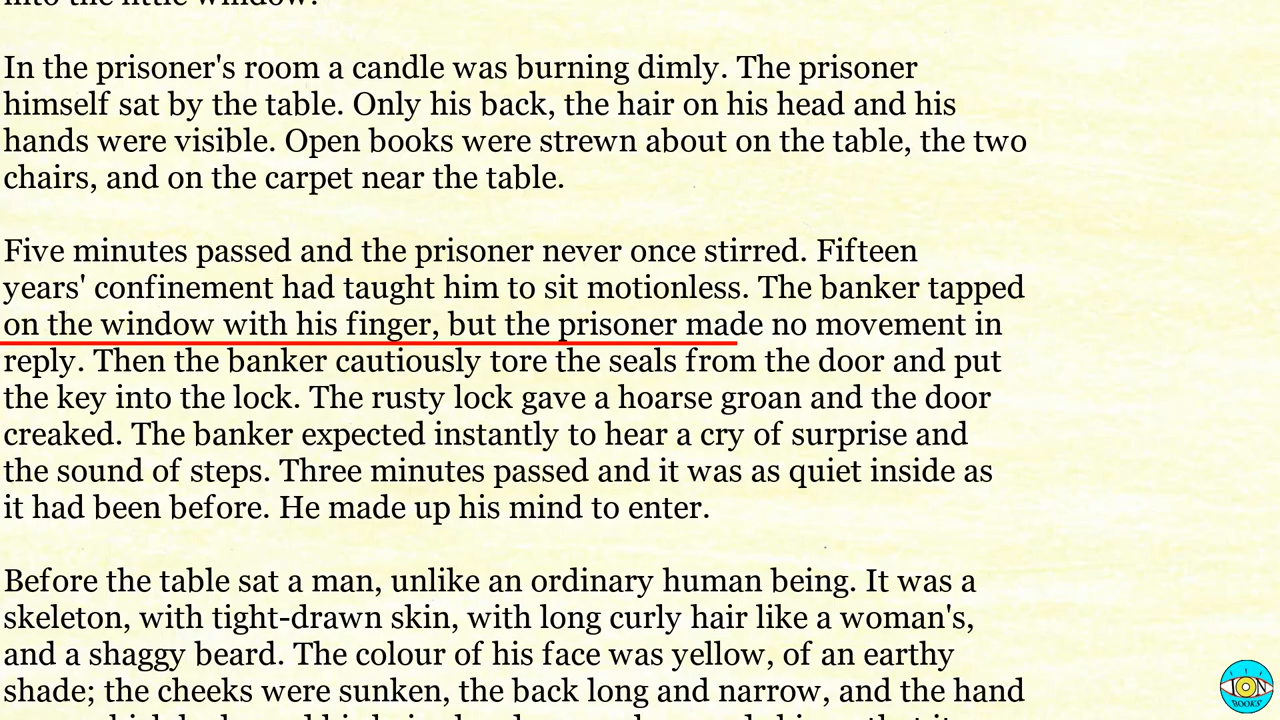 into the little window.
In the prisoner's room a candle was burning dimly. The prisoner
himself sat by the table. Only his back, the hair on his head and his
hands were visible. Open books were strewn about on the table, the two
chairs, and on the carpet near the table.
Five minutes passed and the prisoner never once stirred. Fifteen
years' confinement had taught him to sit motionless. The banker tapped
on the window with his finger, but the prisoner made no movement in
reply. Then the banker cautiously tore the seals from the door and put
the key into the lock. The rusty lock gave a hoarse groan and the door
creaked. The banker expected instantly to hear a cry of surprise and
the sound of steps. Three minutes passed and it was as quiet inside as
it had been before. He made up his mind to enter.
Before the table sat a man, unlike an ordinary human being. It was a
skeleton, with tight-drawn skin, with long curly hair like a woman's,
and a shaggy beard. The colour of his face was yellow, of an earthy
shade; the cheeks were sunken, the back long and narrow, and the hand
ION
BOOKS